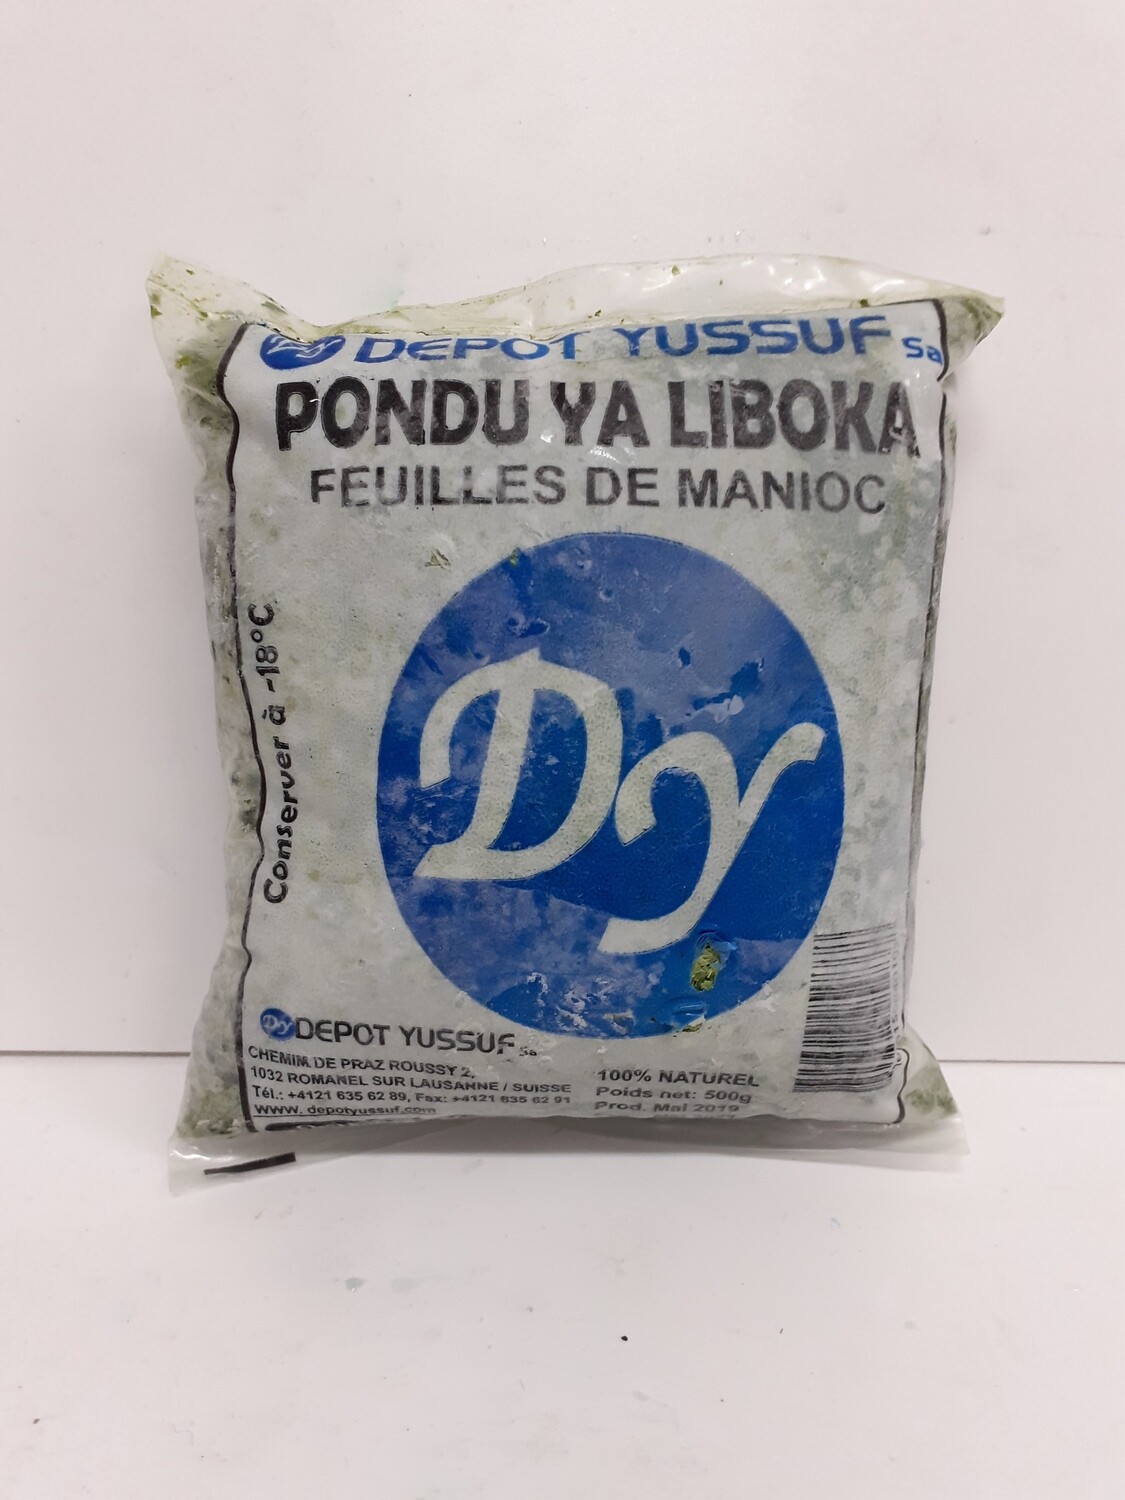 Dy DEPOT YUSSUF Sa
PONDU YA LIBOKA
FEUILLES DE MANIOC
Conserver à -18°C
Dy
Dy DEPOT YUSSUF Sa
CHEMIN DE PRAZ ROUSSY 2,
1032 ROMANEL SUR LAUSANNE / SUISSE
Tél.: +4121 635 62 89, Fax: +4121 635 62 91
WWW. depotyussuf.com
100% NATUREL
Poids net: 500g
Prod. Mai 2019